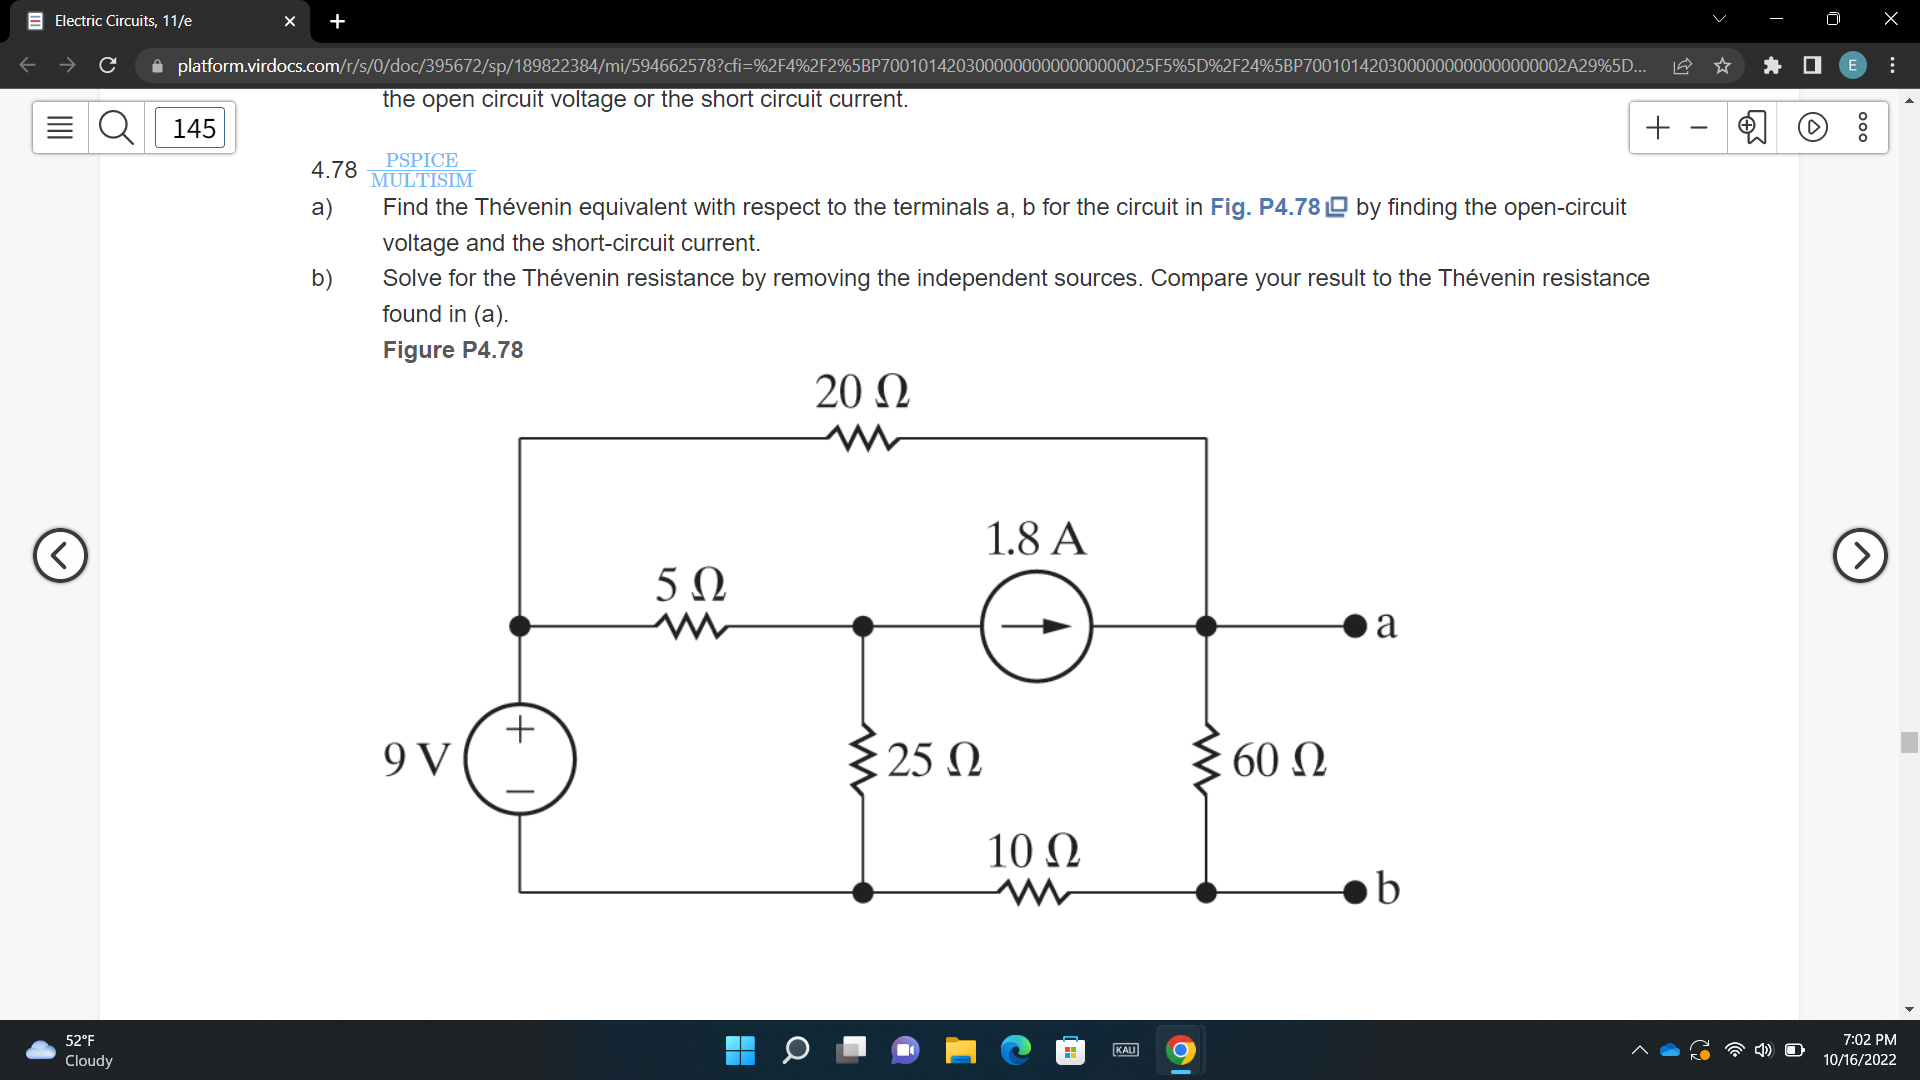 Electric Circuits, 11/e
platform.virdocs.com/r/s/0/doc/395672/sp/189822384/mi/594662578?cfi=%2F4%2F2%5BP7001014203000000000000000025F5%5D%2F24%5BP7001014203000000000000000002A29%5D...
E
the open circuit voltage or the short circuit current.
145
4.78 PSPICE
MULTISIM
a) Find the Thévenin equivalent with respect to the terminals a, b for the circuit in Fig. P4.78 by finding the open-circuit
voltage and the short-circuit current.
b) Solve for the Thévenin resistance by removing the independent sources. Compare your result to the Thévenin resistance
found in (a).
Figure P4.78
20 Ω
1.8 A
5 Ω
a
+
9 V
25 Ω
60 Ω
10 Ω
b
52°F
Cloudy
KALI
7:02 PM
10/16/2022